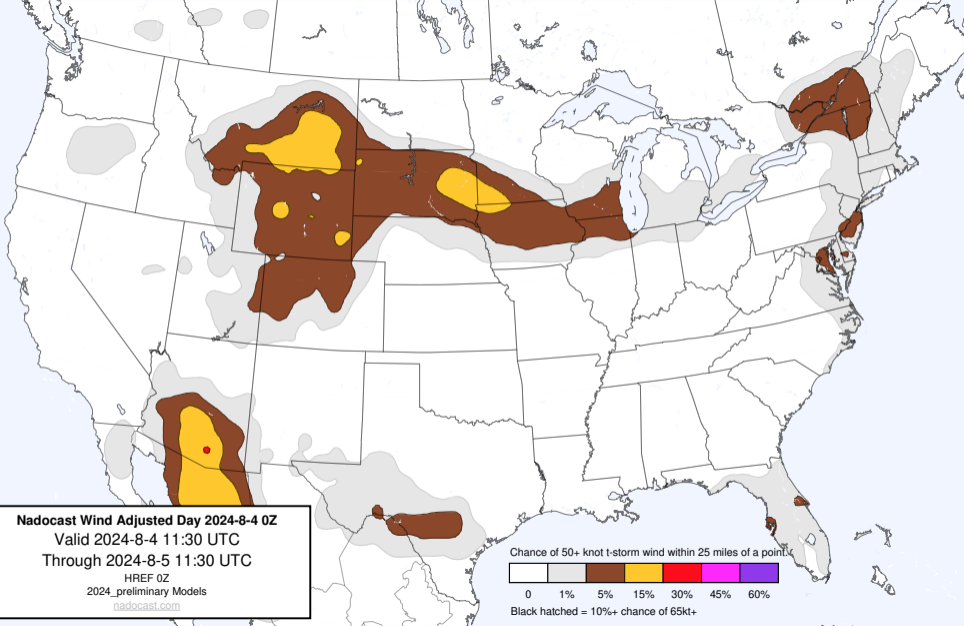 Nadocast Wind Adjusted Day 2024-8-4 0Z
Valid 2024-8-4 11:30 UTC
Through 2024-8-5 11:30 UTC
HREF 0Z
2024_preliminary Models
nadocast.com
Chance of 50+ knot t-storm wind within 25 miles of a point.
0 1% 5% 15% 30% 45% 60%
Black hatched = 10%+ chance of 65kt+